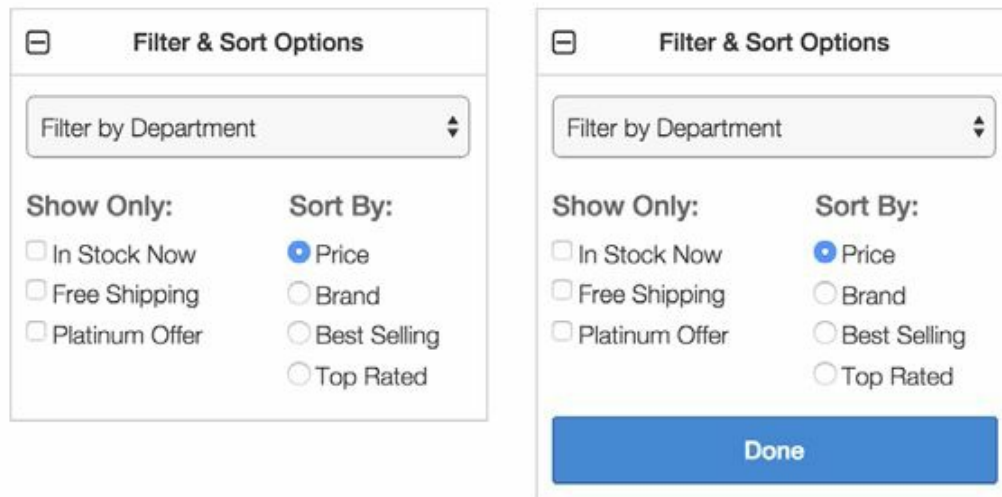 Filter & Sort Options
Filter by Department
Show Only:
In Stock Now
Free Shipping
Platinum Offer
Sort By:
Price
Brand
Best Selling
Top Rated
Filter & Sort Options
Filter by Department
Show Only:
In Stock Now
Free Shipping
Platinum Offer
Sort By:
Price
Brand
Best Selling
Top Rated
Done